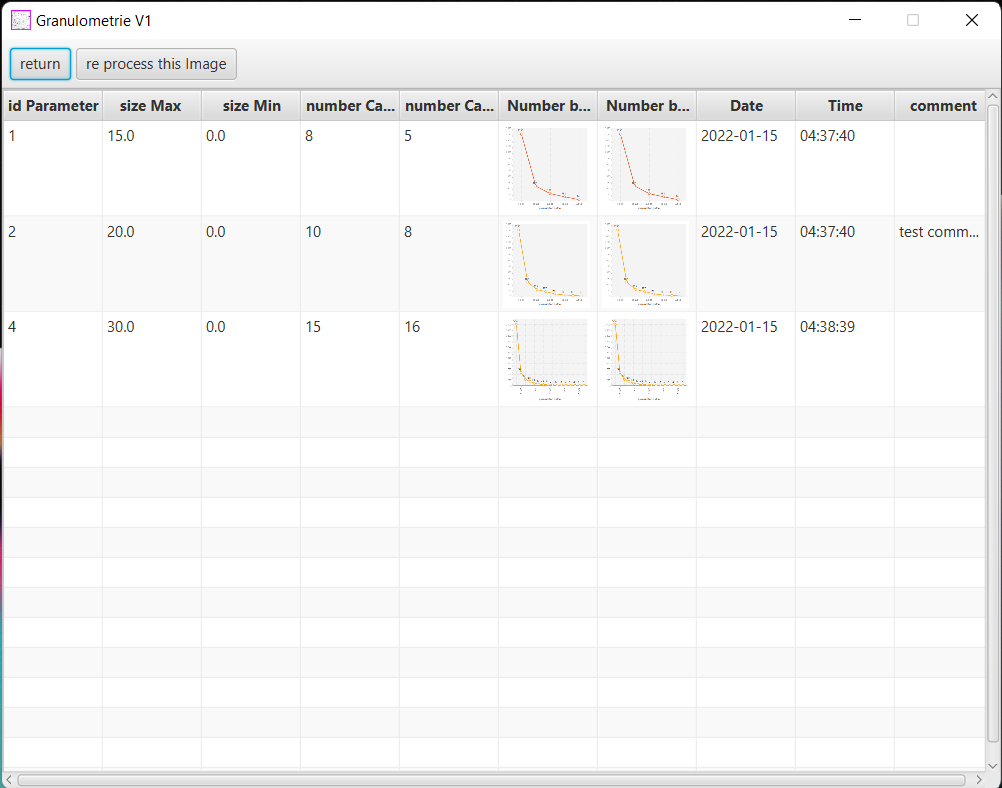 Granulometrie V1
return re process this Image
id Parameter size Max size Min number Ca... number Ca... Number b... Number b... Date Time comment
1 15.0 0.0 8 5 2022-01-15 04:37:40
2 20.0 0.0 10 8 2022-01-15 04:37:40 test comm...
4 30.0 0.0 15 16 2022-01-15 04:38:39